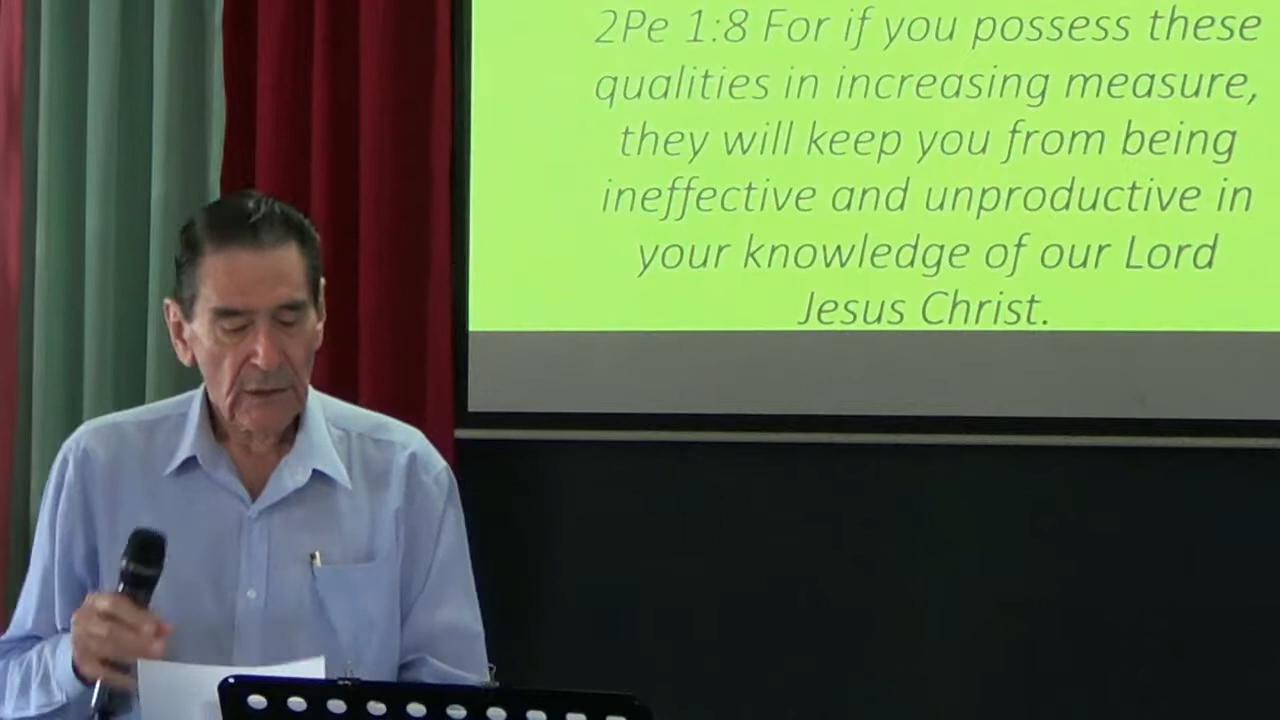 2Pe 1:8 For if you possess these
qualities in increasing measure,
they will keep you from being
ineffective and unproductive in
your knowledge of our Lord
Jesus Christ.